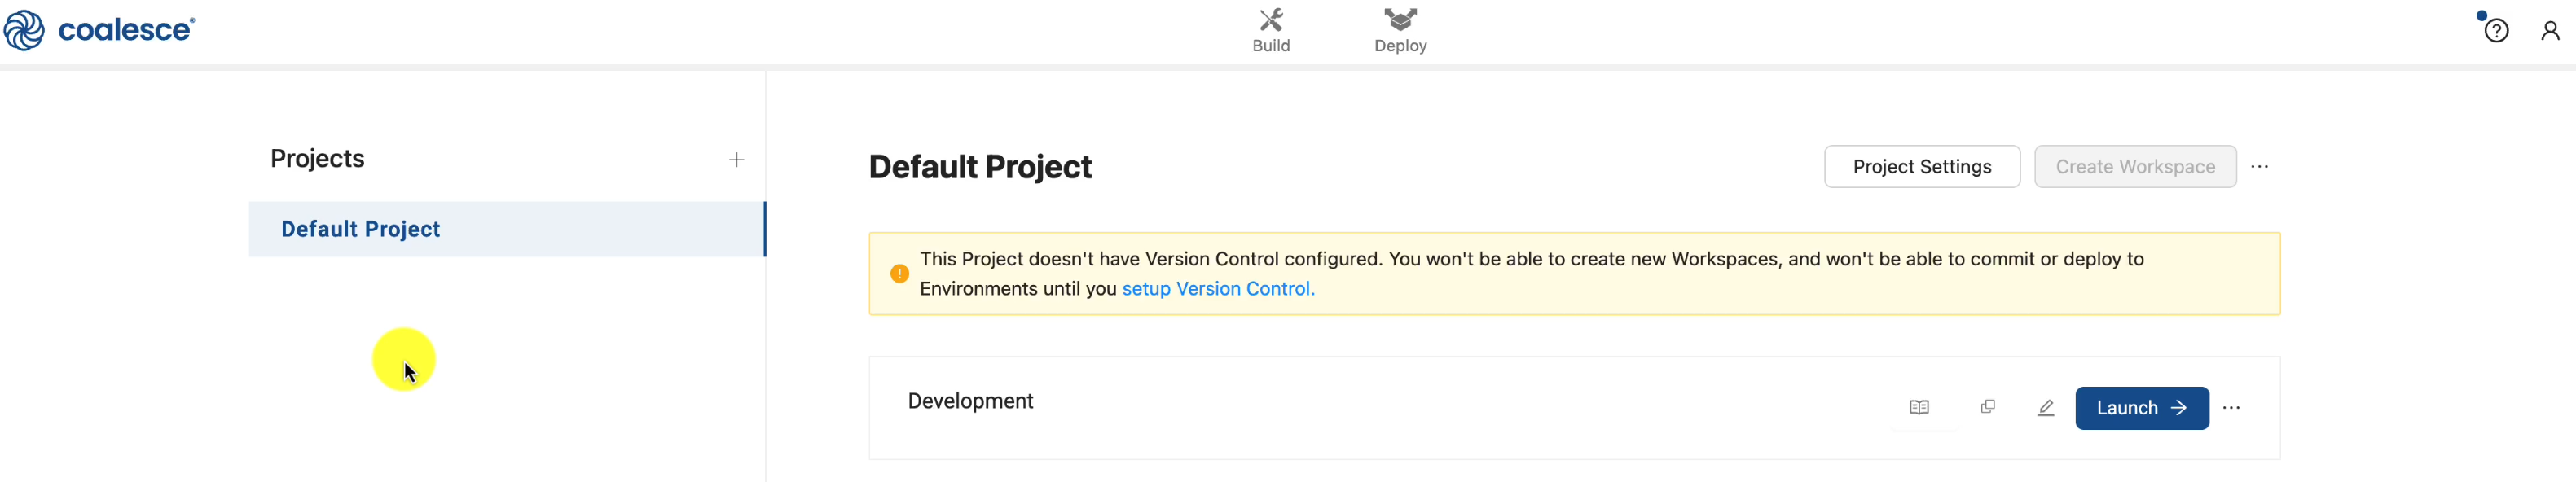 coalesce®
Build
Deploy
Projects
Default Project
Default Project
Project Settings
Create Workspace
This Project doesn't have Version Control configured. You won't be able to create new Workspaces, and won't be able to commit or deploy to
Environments until you setup Version Control.
Development
Launch